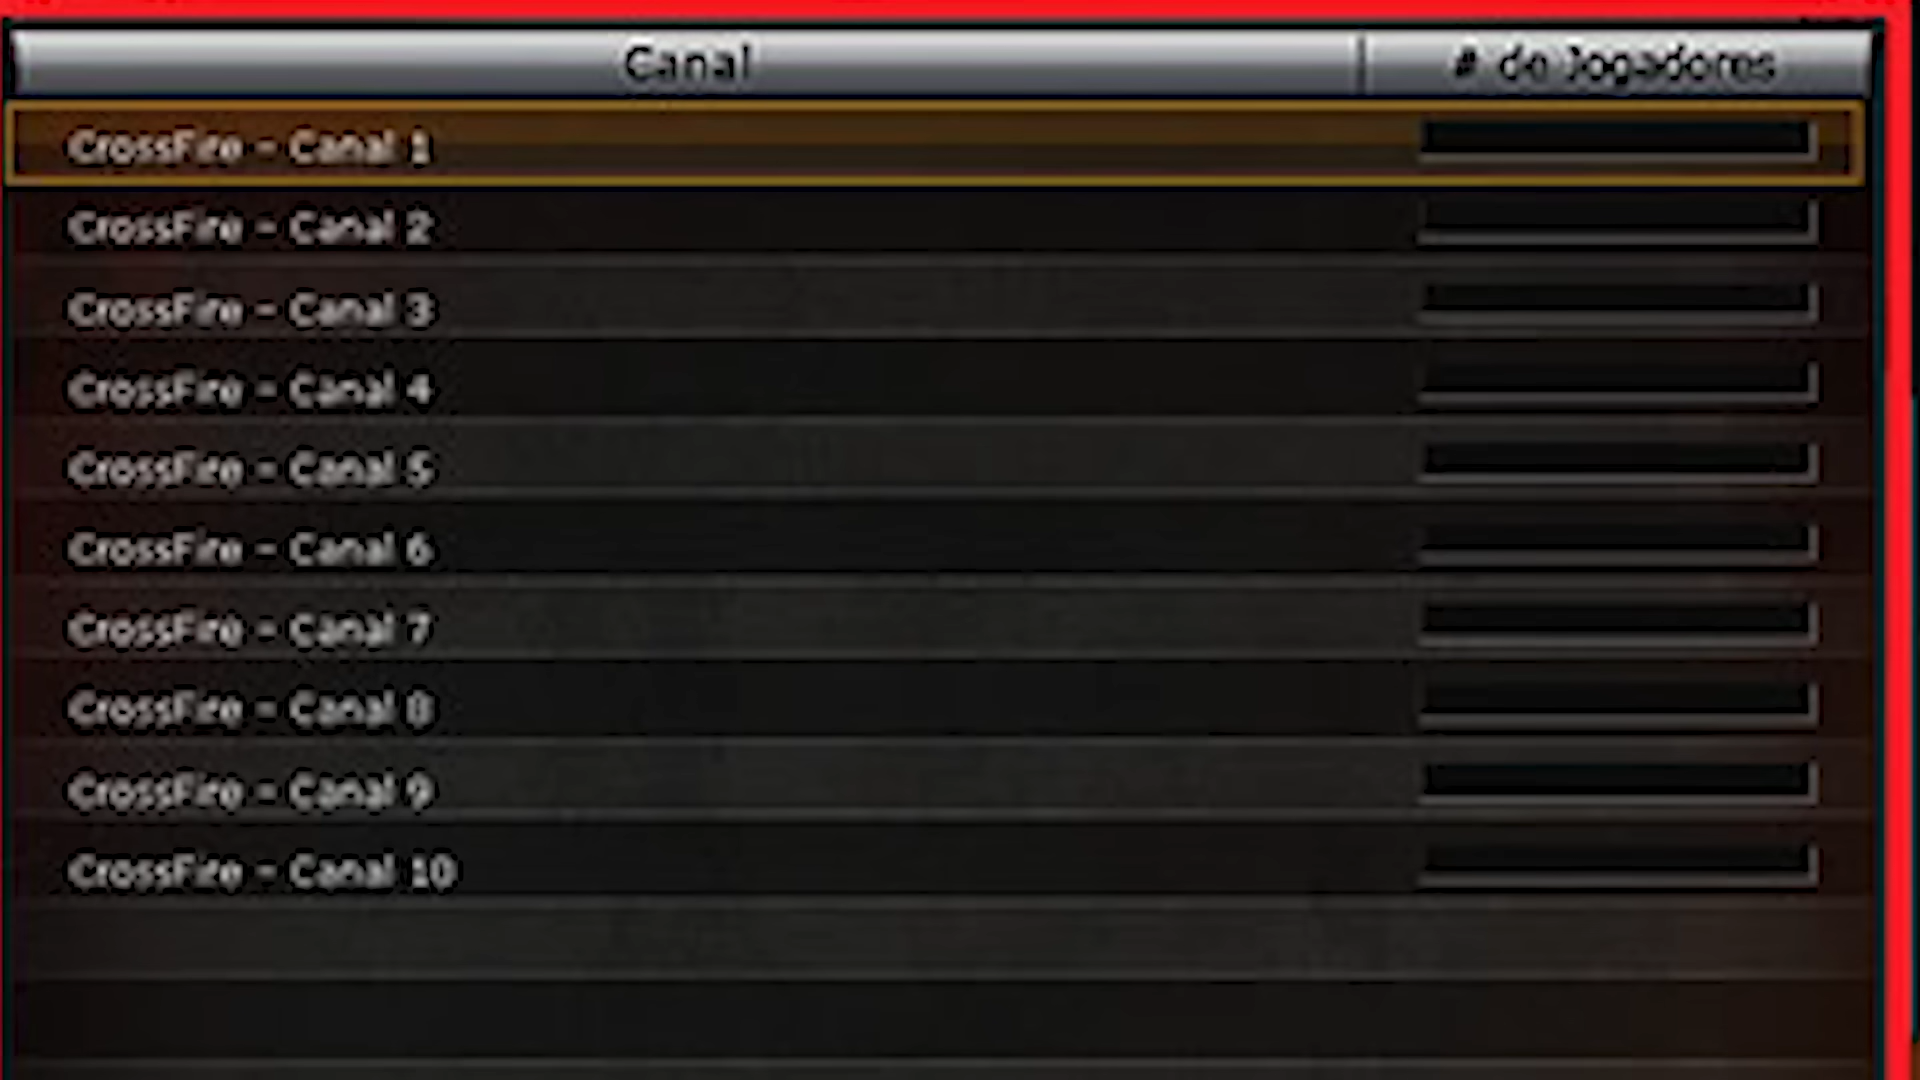 Canal # de Jogadores
CrossFire - Canal 1
CrossFire - Canal 2
CrossFire - Canal 3
CrossFire - Canal 4
CrossFire - Canal 5
CrossFire - Canal 6
CrossFire - Canal 7
CrossFire - Canal 8
CrossFire - Canal 9
CrossFire - Canal 10